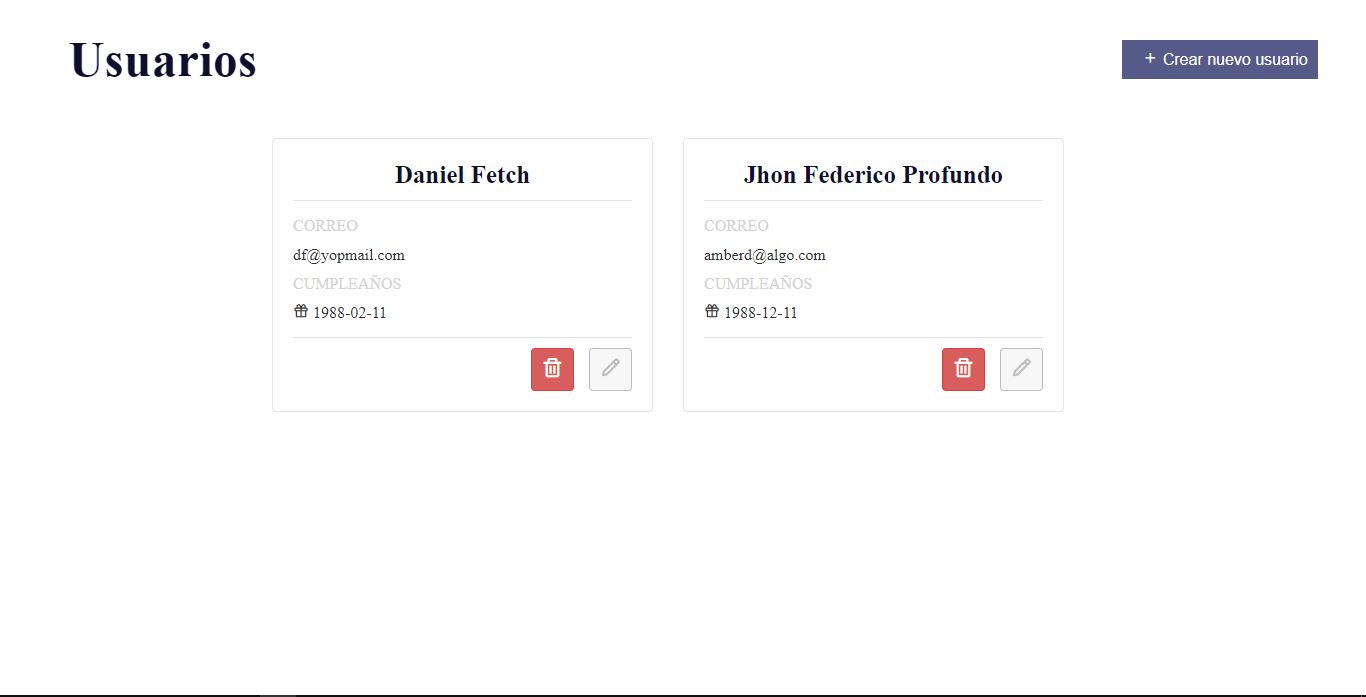 Usuarios
+ Crear nuevo usuario
Daniel Fetch
CORREO
df@yopmail.com
CUMPLEAÑOS
1988-02-11
Jhon Federico Profundo
CORREO
amberd@algo.com
CUMPLEAÑOS
1988-12-11